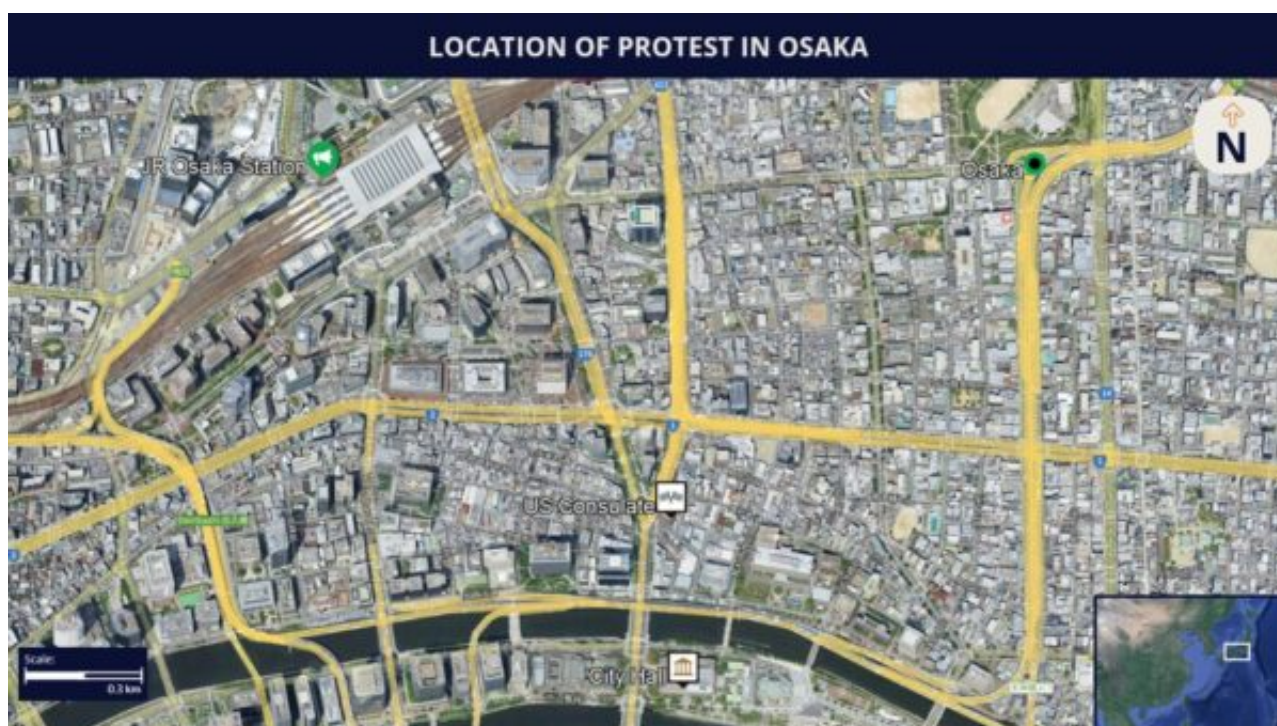 LOCATION OF PROTEST IN OSAKA
N
JR Osaka Station
Osaka
US Consulate
City Hall
Scale:
0.3 km